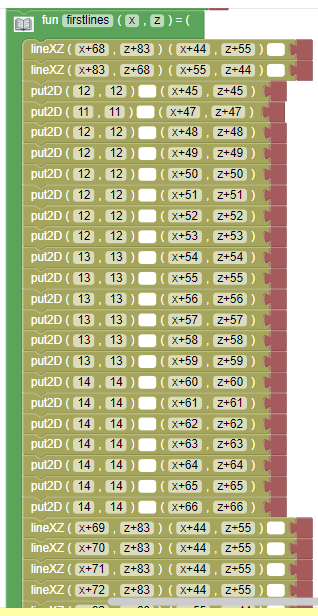 fun firstlines ( x , z ) = (
lineXZ ( x+68 , z+83 ) ( x+44 , z+55 )
lineXZ ( x+83 , z+68 ) ( x+55 , z+44 )
put2D ( 12 , 12 ) ( x+45 , z+45 )
put2D ( 11 , 11 ) ( x+47 , z+47 )
put2D ( 12 , 12 ) ( x+48 , z+48 )
put2D ( 12 , 12 ) ( x+49 , z+49 )
put2D ( 12 , 12 ) ( x+50 , z+50 )
put2D ( 12 , 12 ) ( x+51 , z+51 )
put2D ( 12 , 12 ) ( x+52 , z+52 )
put2D ( 12 , 12 ) ( x+53 , z+53 )
put2D ( 13 , 13 ) ( x+54 , z+54 )
put2D ( 13 , 13 ) ( x+55 , z+55 )
put2D ( 13 , 13 ) ( x+56 , z+56 )
put2D ( 13 , 13 ) ( x+57 , z+57 )
put2D ( 13 , 13 ) ( x+58 , z+58 )
put2D ( 13 , 13 ) ( x+59 , z+59 )
put2D ( 14 , 14 ) ( x+60 , z+60 )
put2D ( 14 , 14 ) ( x+61 , z+61 )
put2D ( 14 , 14 ) ( x+62 , z+62 )
put2D ( 14 , 14 ) ( x+63 , z+63 )
put2D ( 14 , 14 ) ( x+64 , z+64 )
put2D ( 14 , 14 ) ( x+65 , z+65 )
put2D ( 14 , 14 ) ( x+66 , z+66 )
lineXZ ( x+69 , z+83 ) ( x+44 , z+55 )
lineXZ ( x+70 , z+83 ) ( x+44 , z+55 )
lineXZ ( x+71 , z+83 ) ( x+44 , z+55 )
lineXZ ( x+72 , z+83 ) ( x+44 , z+55 )